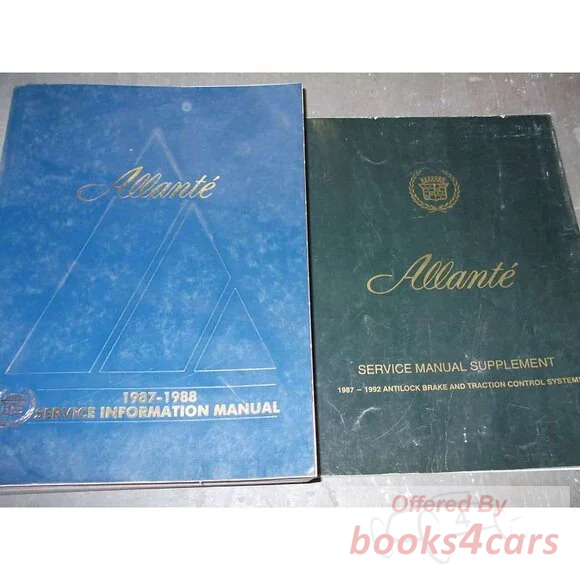 Allanté
1987-1988
SERVICE INFORMATION MANUAL
Allanté
SERVICE MANUAL SUPPLEMENT
1987 - 1992 ANTILOCK BRAKE AND TRACTION CONTROL SYSTEMS
Offered By
books4cars